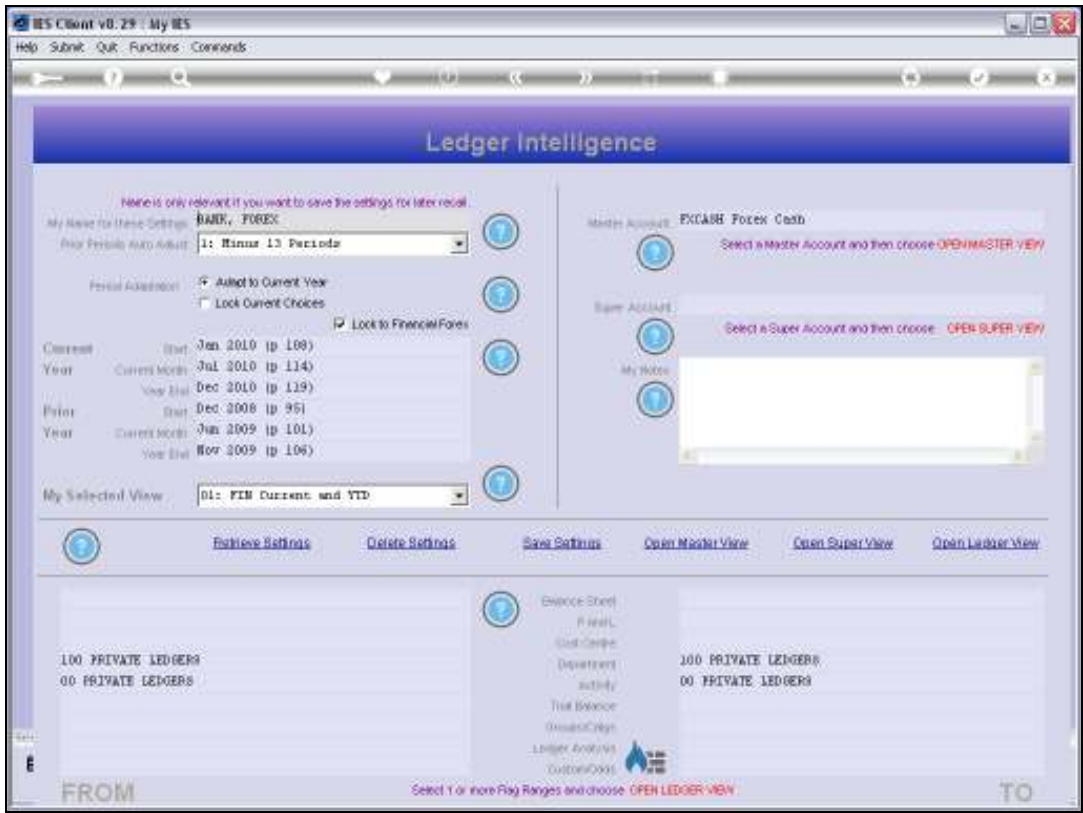 IES Client v8.29 : My IES
Help Submit Quit Functions Commands
Ledger Intelligence
Name is only relevant if you want to save the settings for later recall.
My Name for these Settings BANK, FOREX
Prior Periods Auto Adjust 1: Minus 13 Periods
Period Adaptation Adapt to Current Year
Lock Current Choices
Lock to Financial Forex
Current Start Jan 2010 (p 108)
Year Current Month Jul 2010 (p 114)
Year End Dec 2010 (p 119)
Prior Start Dec 2008 (p 95)
Year Current Month Jun 2009 (p 101)
Year End Nov 2009 (p 106)
My Selected View 01: FIN Current and YTD
Master Account FXCASH Forex Cash
Select a Master Account and then choose OPEN MASTER VIEW
Super Account
Select a Super Account and then choose OPEN SUPER VIEW
My Notes
Retrieve Settings Delete Settings Save Settings Open Master View Open Super View Open Ledger View
Balance Sheet
P and L
Cost Centre
100 PRIVATE LEDGERS Department 100 PRIVATE LEDGERS
00 PRIVATE LEDGERS Activity 00 PRIVATE LEDGERS
Trial Balance
Ledger Analysis
FROM Select 1 or more Flag Ranges and choose OPEN LEDGER VIEW TO